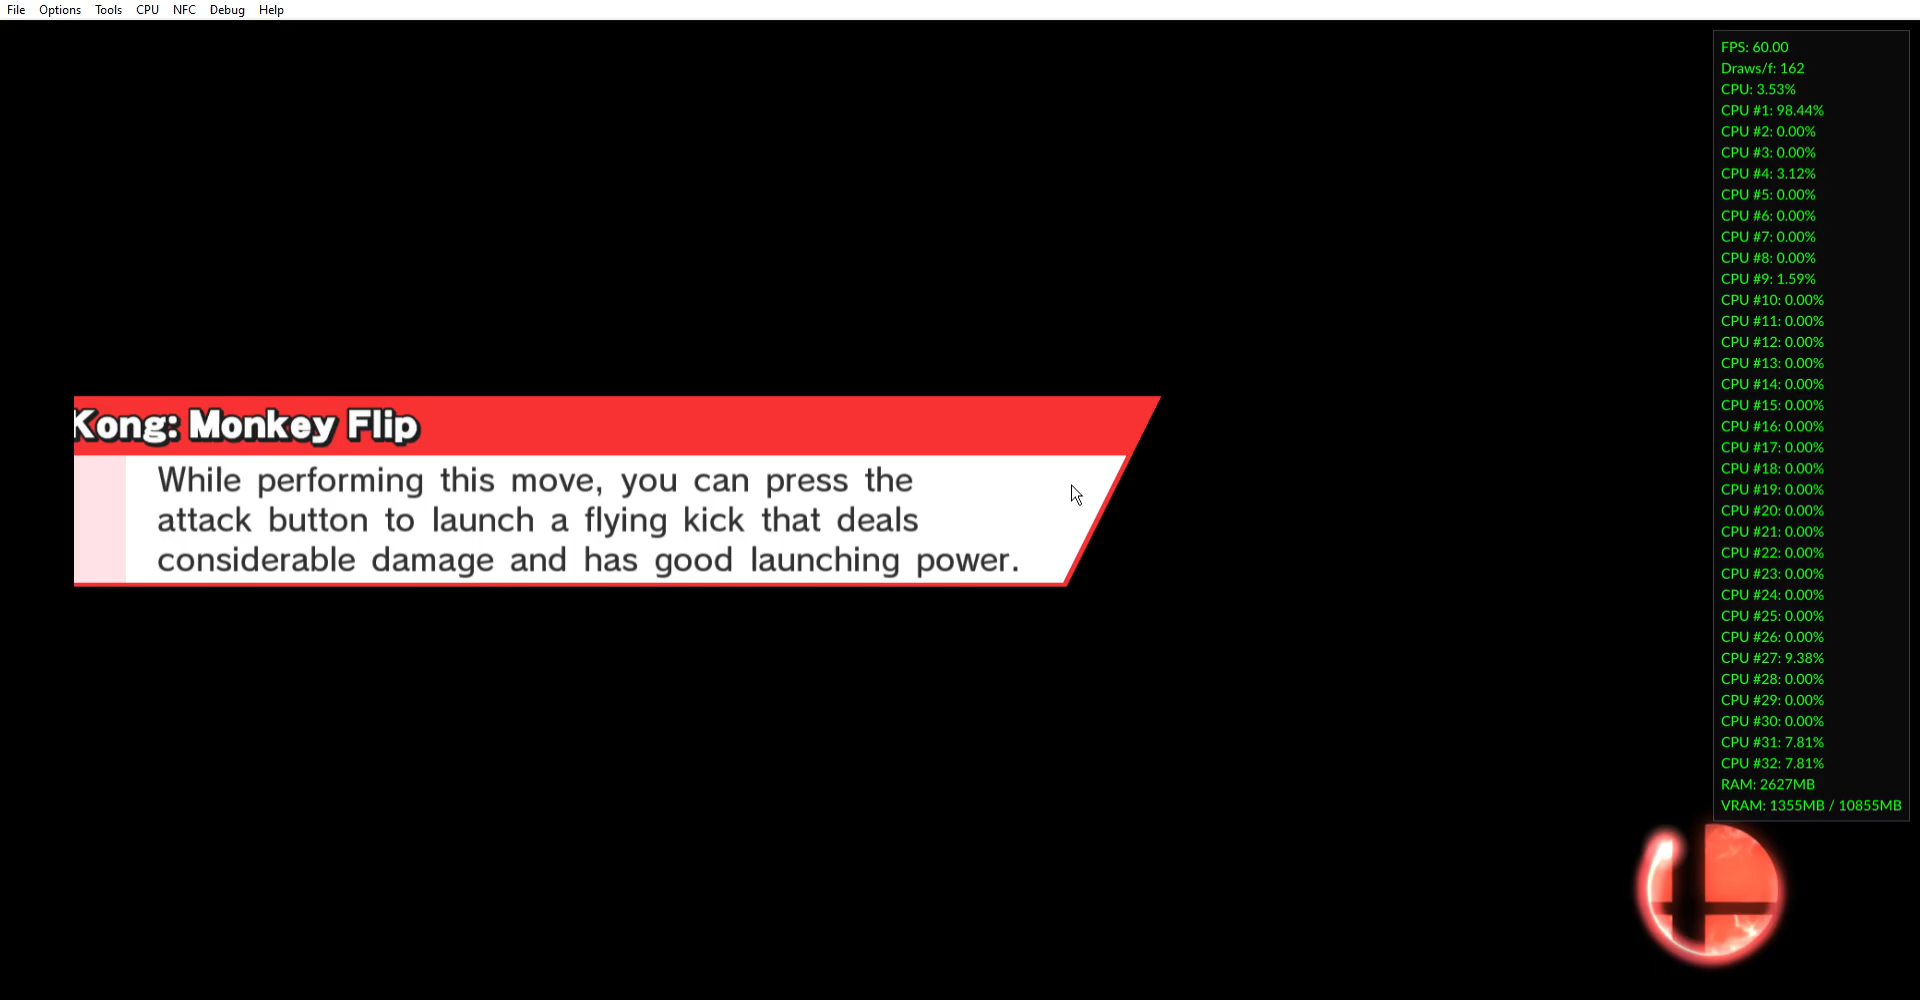 File Options Tools CPU NFC Debug Help
FPS: 60.00
Draws/f: 162
CPU: 3.53%
CPU #1: 98.44%
CPU #2: 0.00%
CPU #3: 0.00%
CPU #4: 3.12%
CPU #5: 0.00%
CPU #6: 0.00%
CPU #7: 0.00%
CPU #8: 0.00%
CPU #9: 1.59%
CPU #10: 0.00%
CPU #11: 0.00%
CPU #12: 0.00%
CPU #13: 0.00%
CPU #14: 0.00%
CPU #15: 0.00%
CPU #16: 0.00%
CPU #17: 0.00%
CPU #18: 0.00%
CPU #19: 0.00%
CPU #20: 0.00%
CPU #21: 0.00%
CPU #22: 0.00%
CPU #23: 0.00%
CPU #24: 0.00%
CPU #25: 0.00%
CPU #26: 0.00%
CPU #27: 9.38%
CPU #28: 0.00%
CPU #29: 0.00%
CPU #30: 0.00%
CPU #31: 7.81%
CPU #32: 7.81%
RAM: 2627MB
VRAM: 1355MB / 10855MB
Kong: Monkey Flip
While performing this move, you can press the
attack button to launch a flying kick that deals
considerable damage and has good launching power.